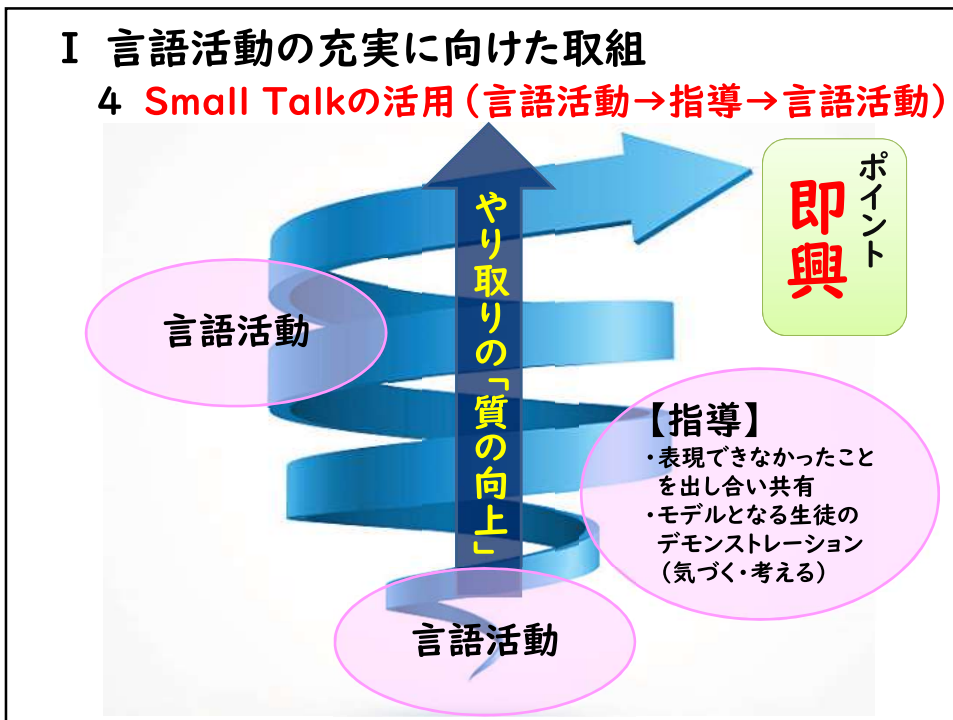 Ⅰ 言語活動の充実に向けた取組
4 Small Talkの活用(言語活動→指導→言語活動)
ポイント
即興
やり取りの「質の向上」
言語活動
【指導】
・表現できなかったこと
を出し合い共有
・モデルとなる生徒の
デモンストレーション
(気づく・考える)
言語活動